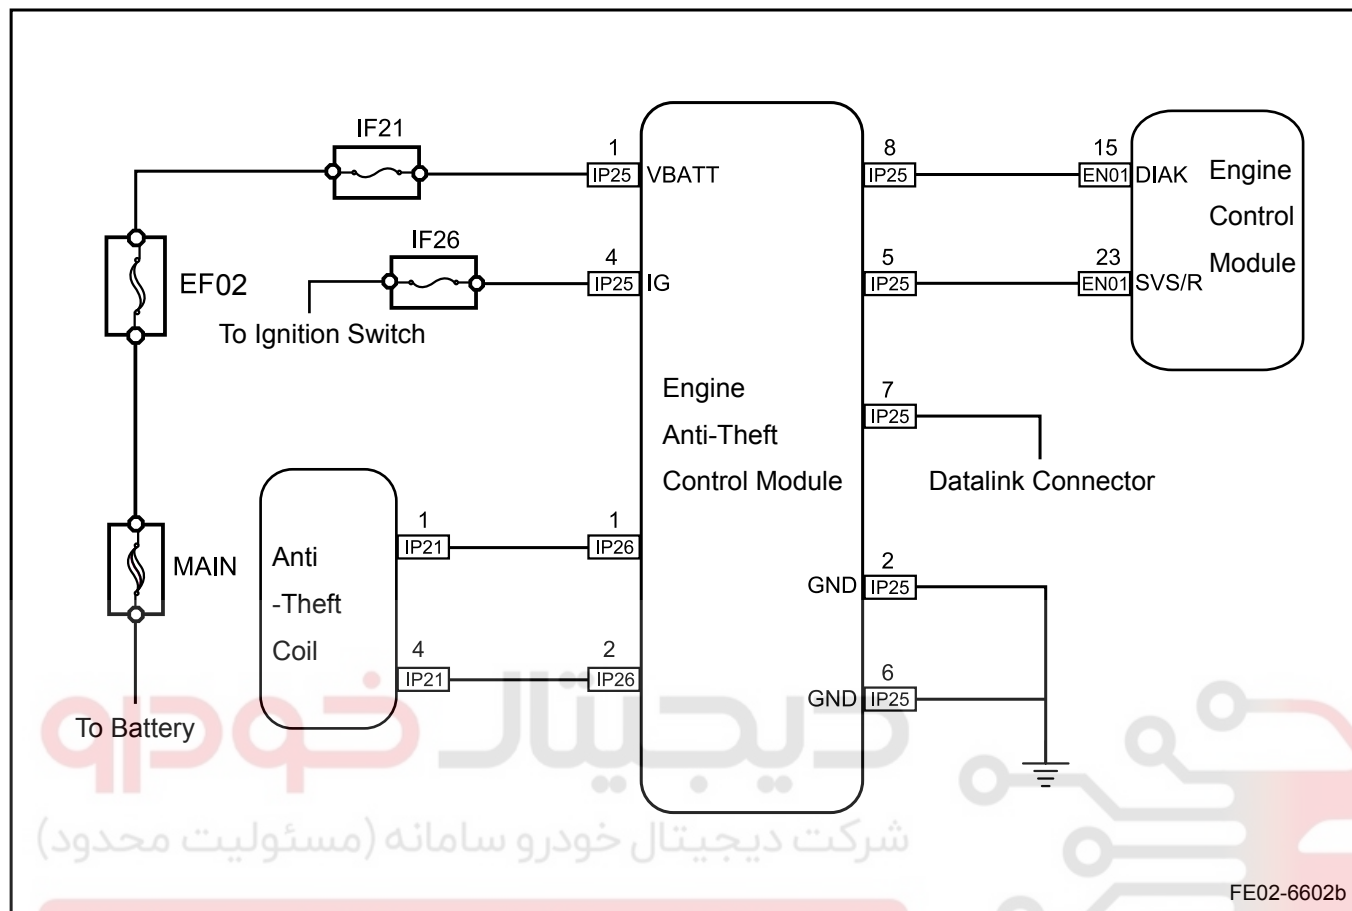 IF21
1
IP25 VBATT
8
IP25
15
EN01 DIAK
Engine
Control
Module
IF26
4
IP25 IG
5
IP25
23
EN01 SVS/R
EF02
To Ignition Switch
Engine
Anti-Theft
Control Module
7
IP25
Datalink Connector
MAIN
Anti
-Theft
Coil
1
IP21
1
IP26
4
IP21
2
IP26
GND
2
IP25
GND
6
IP25
To Battery
دیجیتال خودرو
شرکت دیجیتال خودرو سامانه (مسئولیت محدود)
FE02-6602b